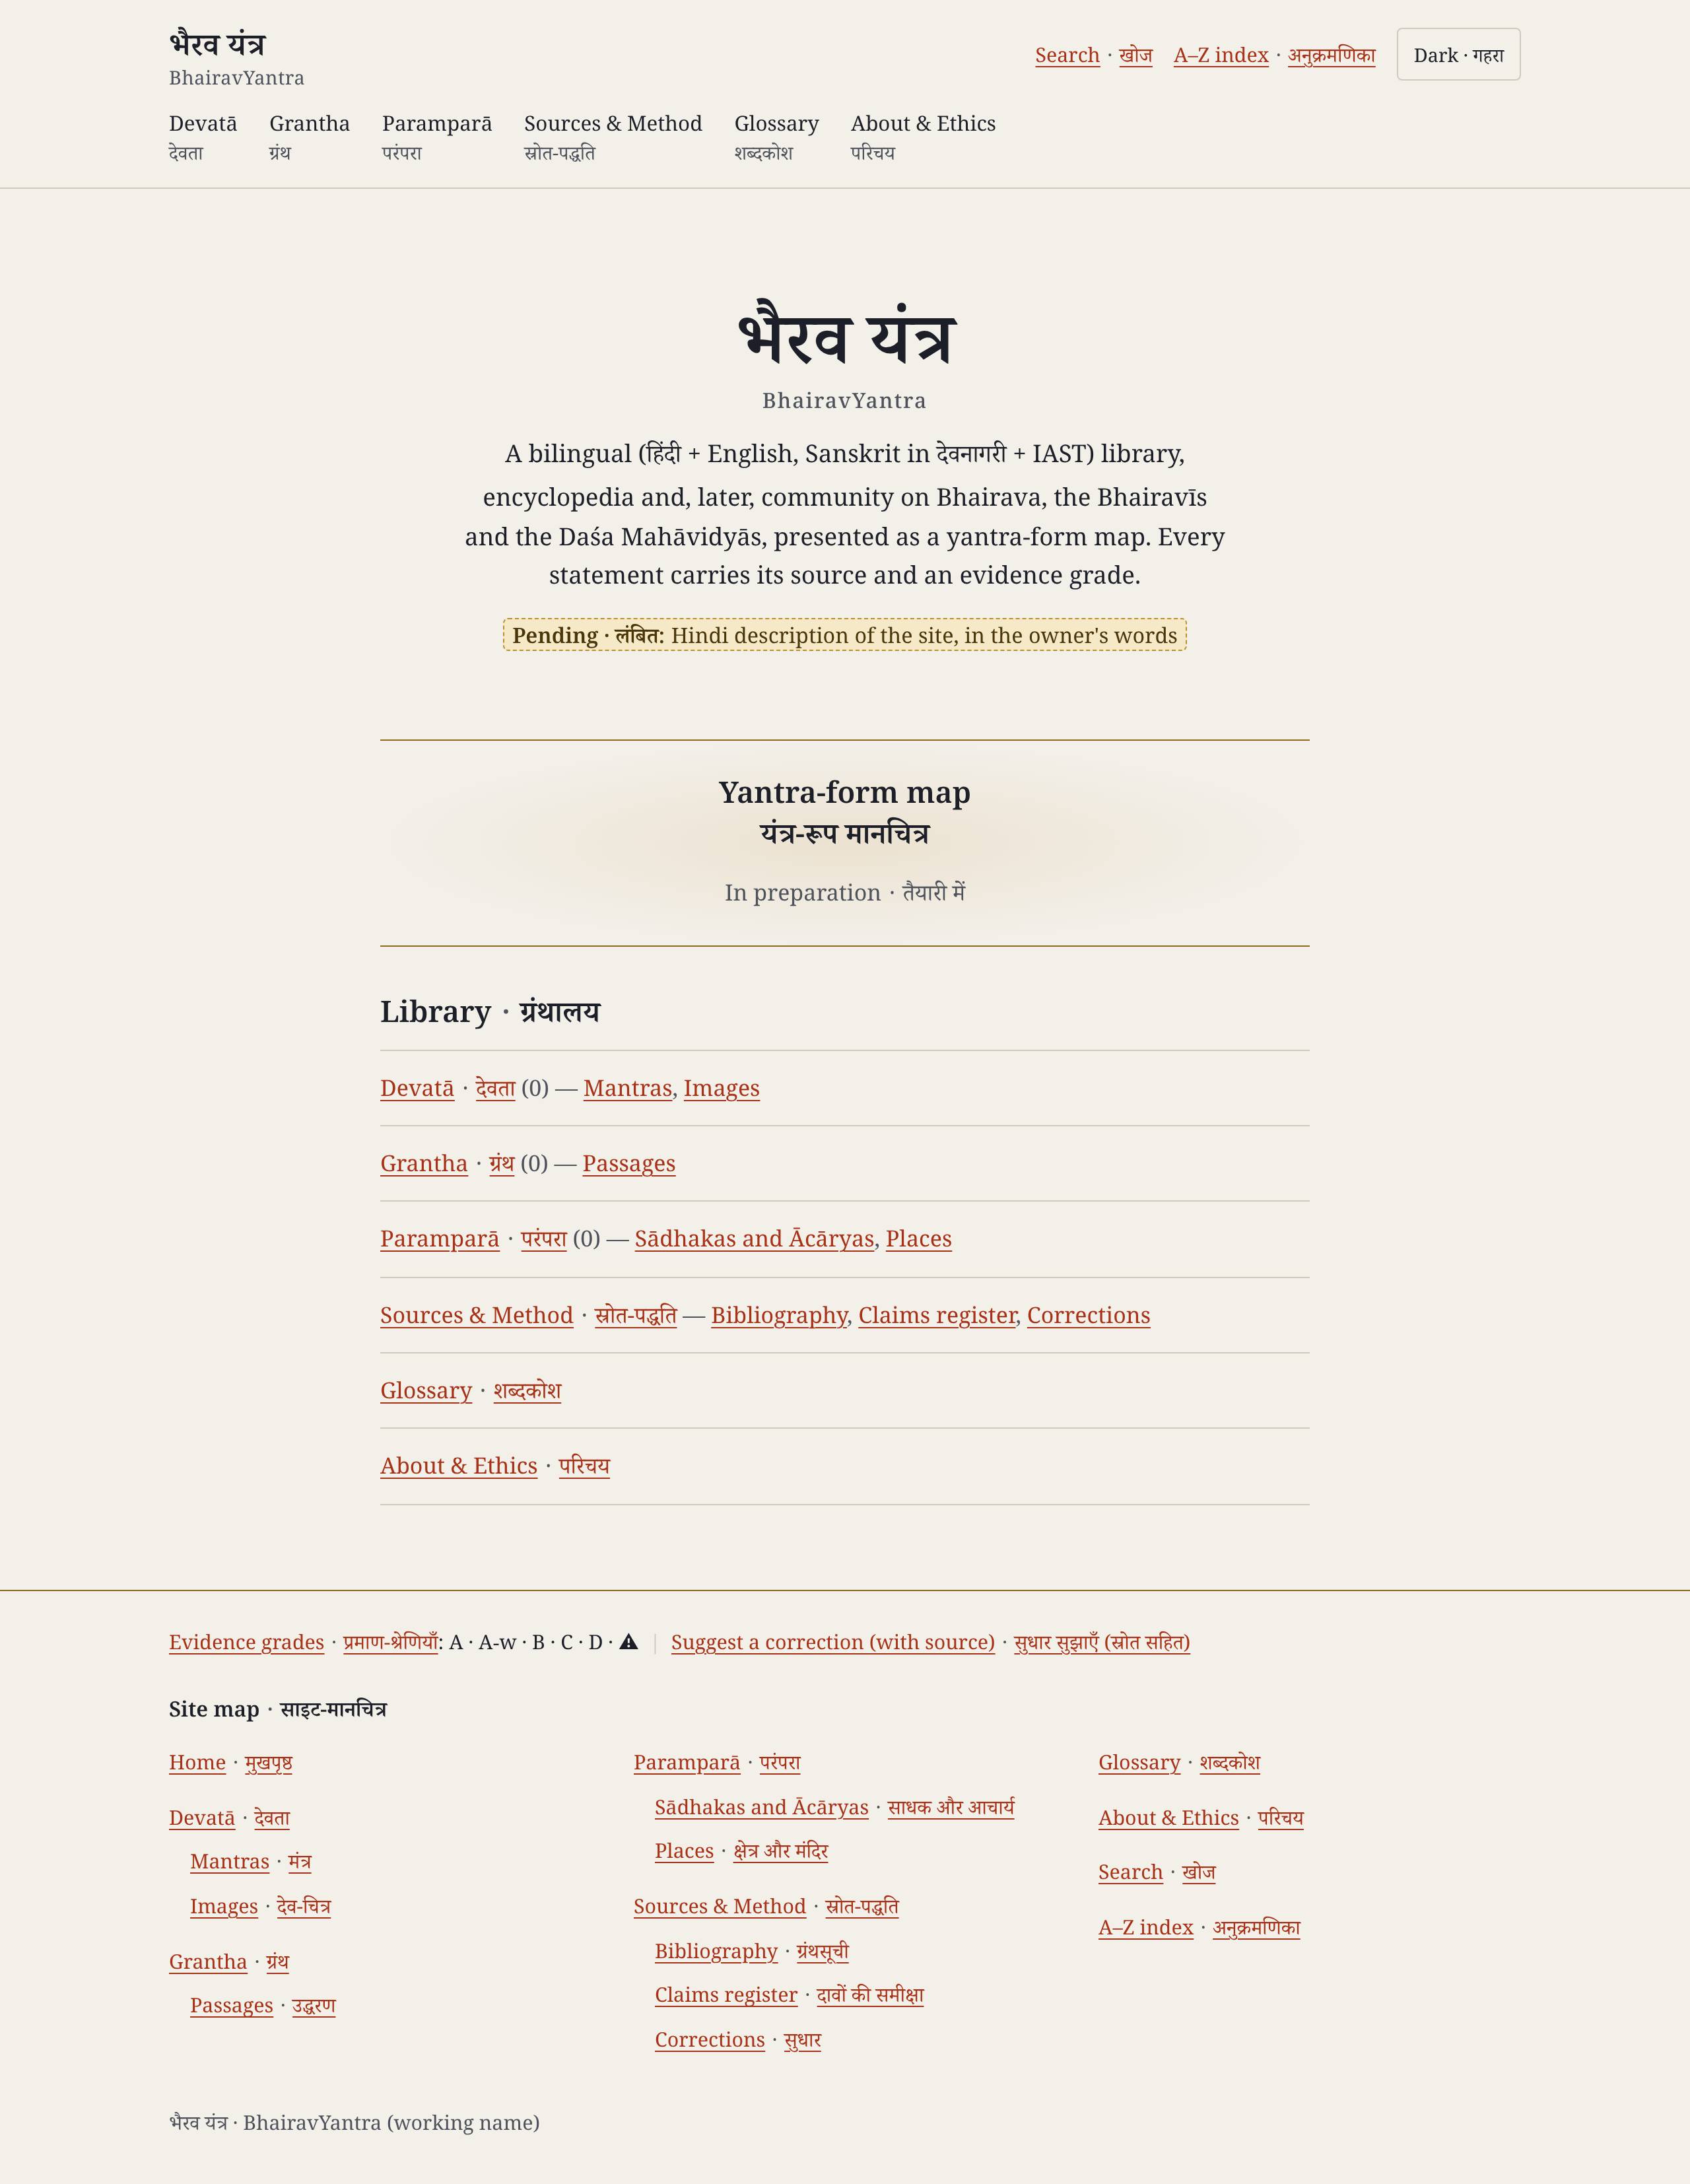 भैरव यंत्र
BhairavYantra
Search · खोज A–Z index · अनुक्रमणिका Dark · गहरा
Devatā Grantha Paramparā Sources & Method Glossary About & Ethics
देवता ग्रंथ परंपरा स्रोत-पद्धति शब्दकोश परिचय
भैरव यंत्र
BhairavYantra
A bilingual (हिंदी + English, Sanskrit in देवनागरी + IAST) library,
encyclopedia and, later, community on Bhairava, the Bhairavīs
and the Daśa Mahāvidyās, presented as a yantra-form map. Every
statement carries its source and an evidence grade.
Pending · लंबित: Hindi description of the site, in the owner's words
Yantra-form map
यंत्र-रूप मानचित्र
In preparation · तैयारी में
Library · ग्रंथालय
Devatā · देवता (0) — Mantras, Images
Grantha · ग्रंथ (0) — Passages
Paramparā · परंपरा (0) — Sādhakas and Ācāryas, Places
Sources & Method · स्रोत-पद्धति — Bibliography, Claims register, Corrections
Glossary · शब्दकोश
About & Ethics · परिचय
Evidence grades · प्रमाण-श्रेणियाँ: A · A-w · B · C · D · ⚠ | Suggest a correction (with source) · सुधार सुझाएँ (स्रोत सहित)
Site map · साइट-मानचित्र
Home · मुखपृष्ठ
Devatā · देवता
Mantras · मंत्र
Images · देव-चित्र
Grantha · ग्रंथ
Passages · उद्धरण
Paramparā · परंपरा
Sādhakas and Ācāryas · साधक और आचार्य
Places · क्षेत्र और मंदिर
Sources & Method · स्रोत-पद्धति
Bibliography · ग्रंथसूची
Claims register · दावों की समीक्षा
Corrections · सुधार
Glossary · शब्दकोश
About & Ethics · परिचय
Search · खोज
A–Z index · अनुक्रमणिका
भैरव यंत्र · BhairavYantra (working name)